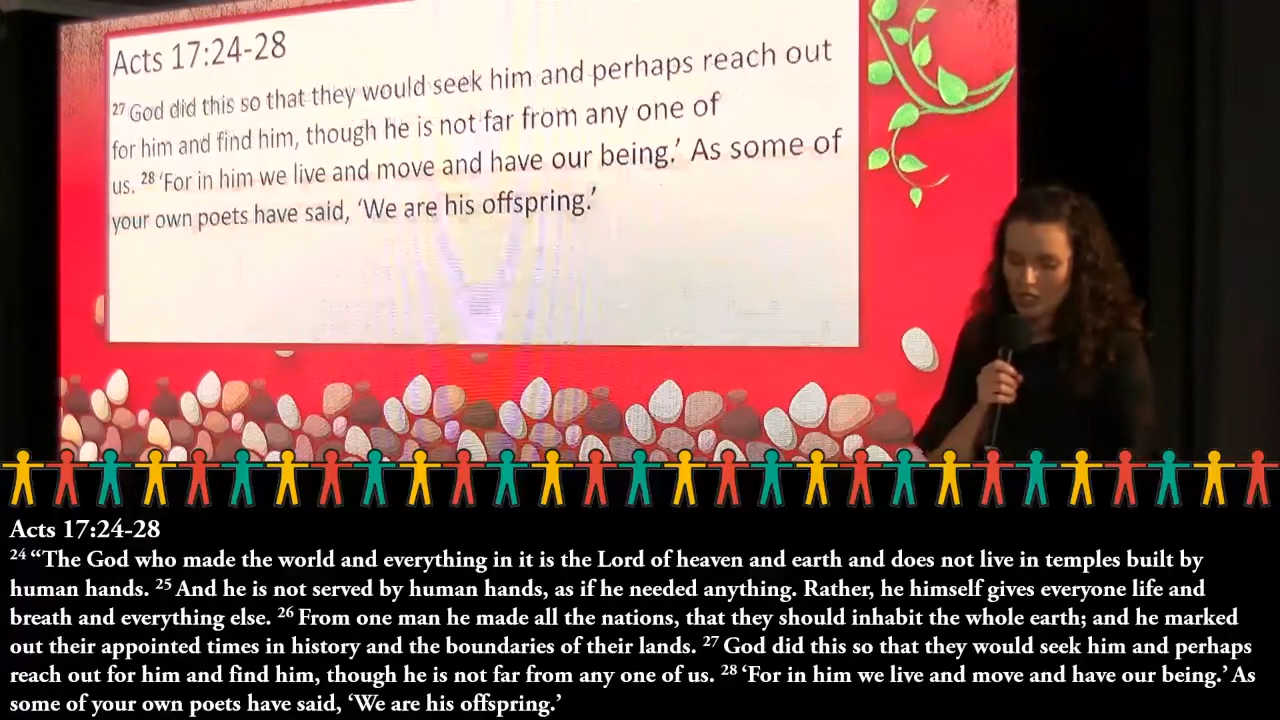 Acts 17:24-28
27 God did this so that they would seek him and perhaps reach out
for him and find him, though he is not far from any one of
us. 28 ‘For in him we live and move and have our being.’ As some of
your own poets have said, ‘We are his offspring.’
Acts 17:24-28
24 “The God who made the world and everything in it is the Lord of heaven and earth and does not live in temples built by
human hands. 25 And he is not served by human hands, as if he needed anything. Rather, he himself gives everyone life and
breath and everything else. 26 From one man he made all the nations, that they should inhabit the whole earth; and he marked
out their appointed times in history and the boundaries of their lands. 27 God did this so that they would seek him and perhaps
reach out for him and find him, though he is not far from any one of us. 28 ‘For in him we live and move and have our being.’ As
some of your own poets have said, ‘We are his offspring.’